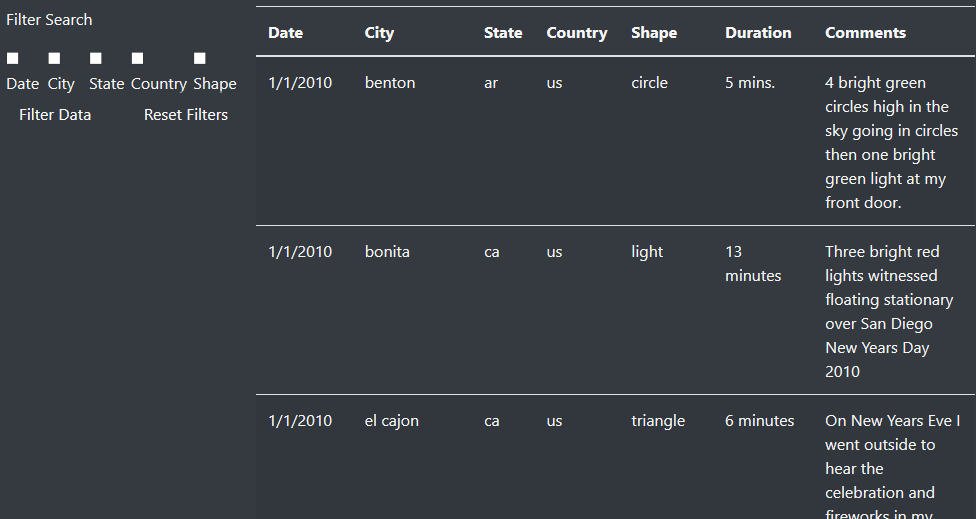 Filter Search
Date City State Country Shape
Filter Data Reset Filters
Date City State Country Shape Duration Comments
1/1/2010 benton ar us circle 5 mins. 4 bright green
circles high in the
sky going in circles
then one bright
green light at my
front door.
1/1/2010 bonita ca us light 13 Three bright red
minutes lights witnessed
floating stationary
over San Diego
New Years Day
2010
1/1/2010 el cajon ca us triangle 6 minutes On New Years Eve I
went outside to
hear the
celebration and
fireworks in my